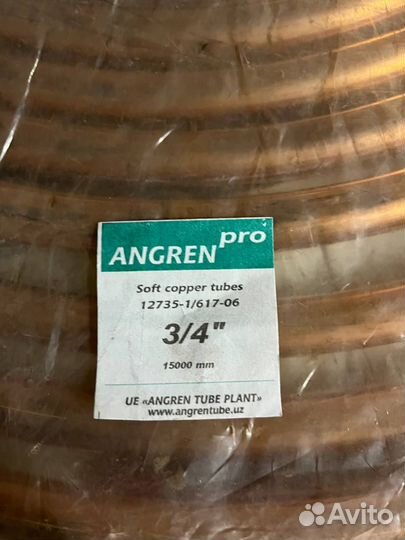 ANGREN pro
Soft copper tubes
12735-1/617-06
3/4"
15000 mm
UE «ANGREN TUBE PLANT»
www.angrentube.uz
Avito